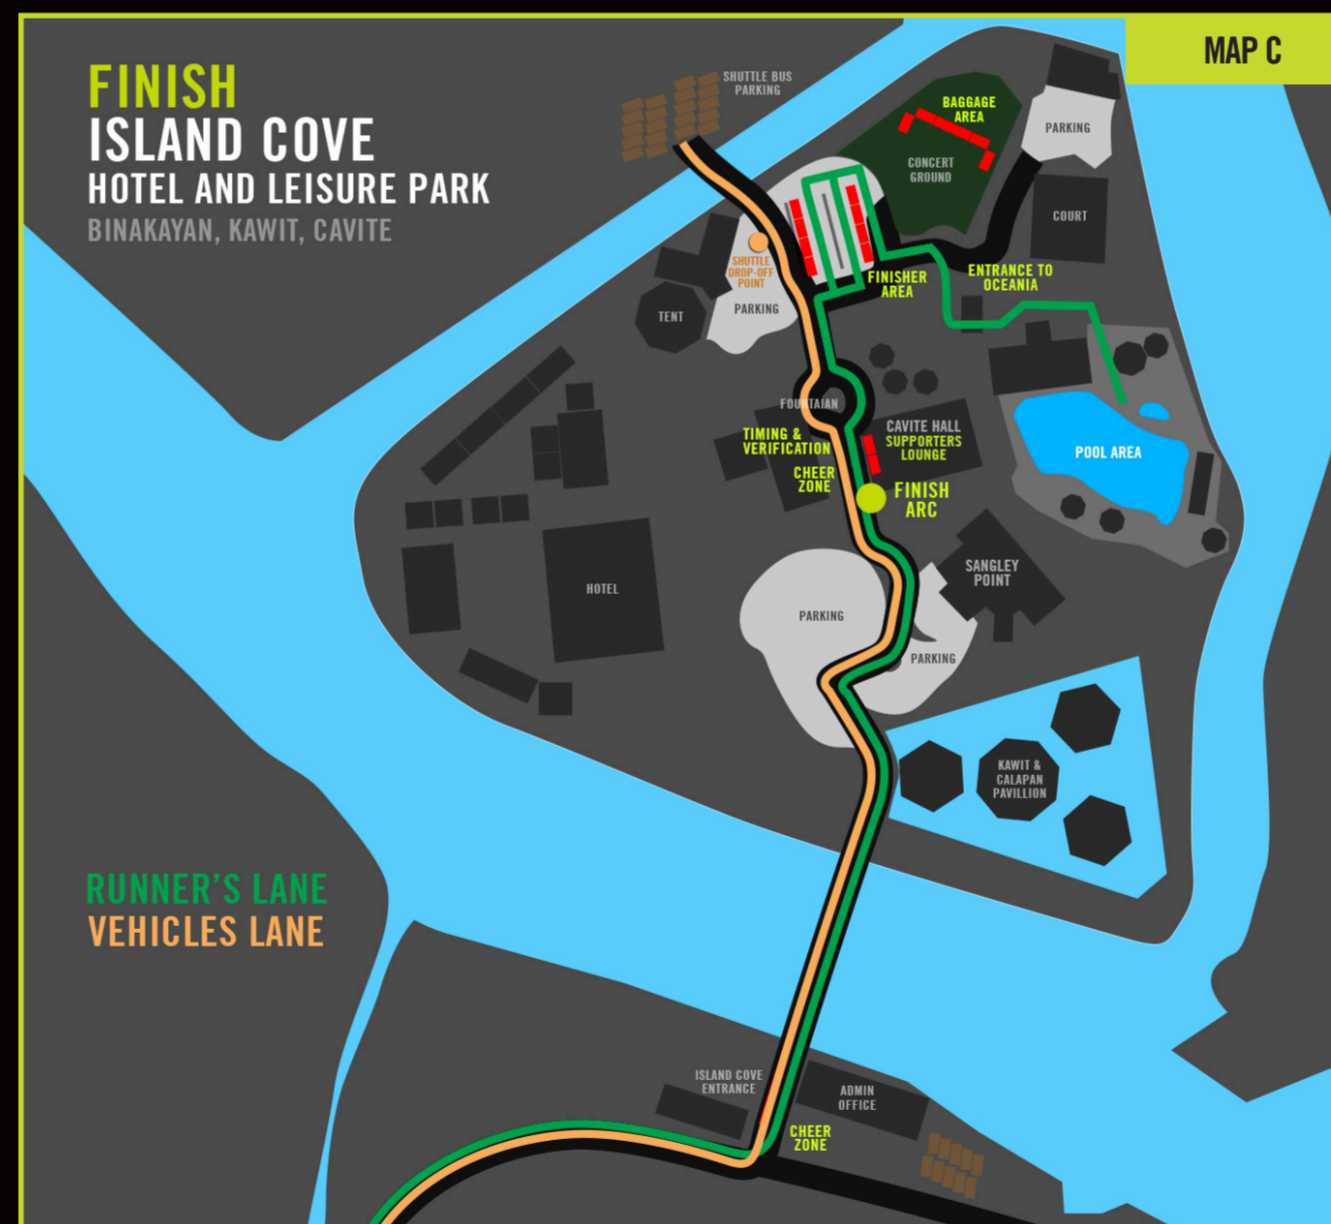 MAP C
FINISH
ISLAND COVE
HOTEL AND LEISURE PARK
BINAKAYAN, KAWIT, CAVITE
SHUTTLE BUS
PARKING
BAGGAGE
AREA
PARKING
CONCERT
GROUND
COURT
SHUTTLE
DROP-OFF
POINT
FINISHER
AREA
ENTRANCE TO
OCEANIA
PARKING
TENT
FOUNTAIAN
TIMING &
VERIFICATION
CAVITE HALL
SUPPORTERS
LOUNGE
POOL AREA
CHEER
ZONE
FINISH
ARC
SANGLEY
POINT
HOTEL
PARKING
PARKING
KAWIT &
CALAPAN
PAVILLION
RUNNER'S LANE
VEHICLES LANE
ISLAND COVE
ENTRANCE
ADMIN
OFFICE
CHEER
ZONE